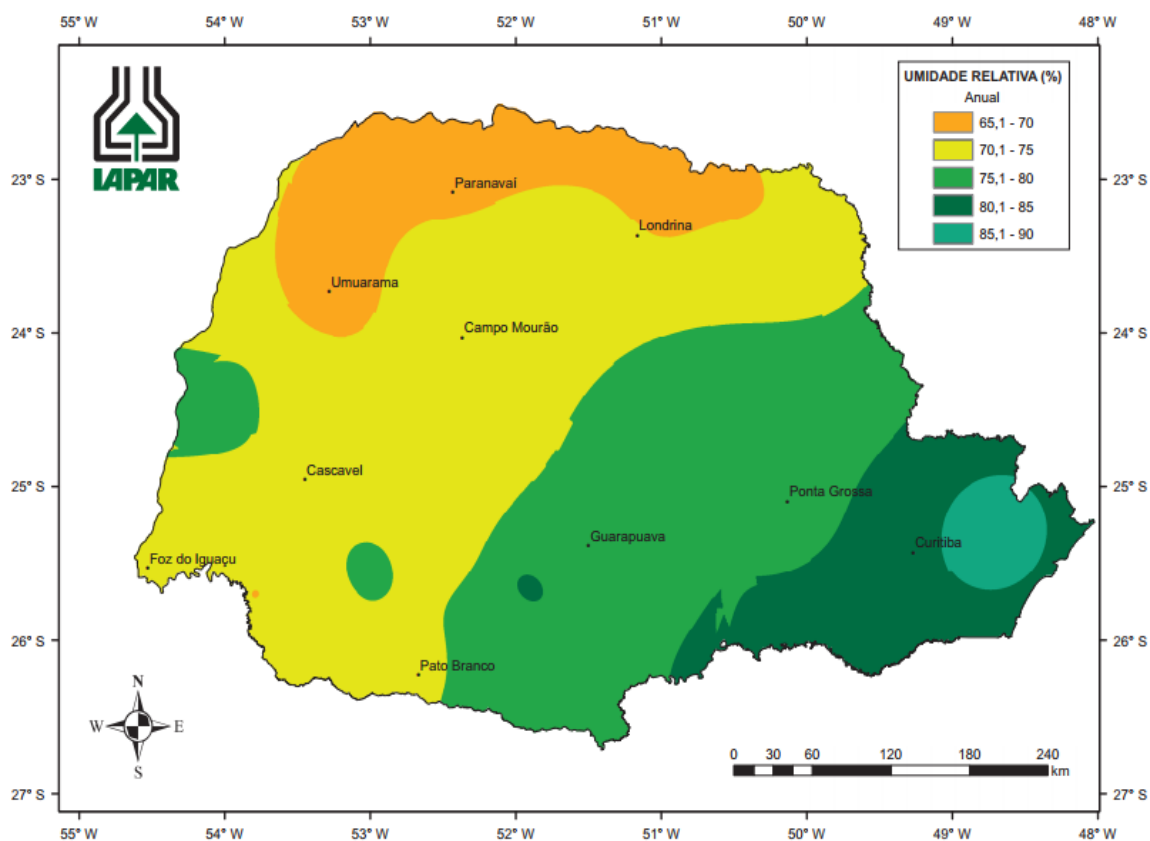 55° W 54° W 53° W 52° W 51° W 50° W 49° W 48° W
IAPAR
UMIDADE RELATIVA (%)
Anual
65,1 - 70
70,1 - 75
75,1 - 80
80,1 - 85
85,1 - 90
23° S 23° S
Paranavaí
Londrina
Umuarama
24° S 24° S
Campo Mourão
Cascavel
25° S 25° S
Ponta Grossa
Guarapuava
Curitiba
Foz do Iguaçu
26° S 26° S
Pato Branco
N
W E
S
0 30 60 120 180 240
km
27° S 27° S
55° W 54° W 53° W 52° W 51° W 50° W 49° W 48° W